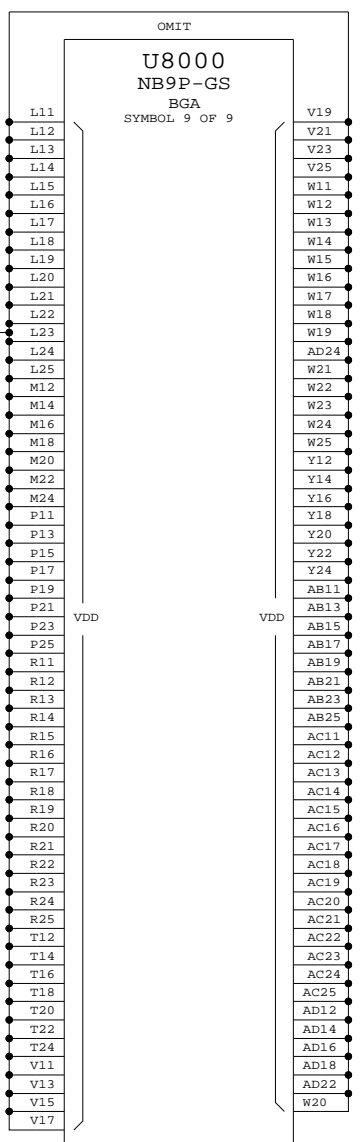 OMIT
U8000
NB9P-GS
BGA
SYMBOL 9 OF 9
L11
L12
L13
L14
L15
L16
L17
L18
L19
L20
L21
L22
L23
L24
L25
M12
M14
M16
M18
M20
M22
M24
P11
P13
P15
P17
P19
P21
P23
P25
R11
R12
R13
R14
R15
R16
R17
R18
R19
R20
R21
R22
R23
R24
R25
T12
T14
T16
T18
T20
T22
T24
V11
V13
V15
V17
VDD
VDD
V19
V21
V23
V25
W11
W12
W13
W14
W15
W16
W17
W18
W19
AD24
W21
W22
W23
W24
W25
Y12
Y14
Y16
Y18
Y20
Y22
Y24
AB11
AB13
AB15
AB17
AB19
AB21
AB23
AB25
AC11
AC12
AC13
AC14
AC15
AC16
AC17
AC18
AC19
AC20
AC21
AC22
AC23
AC24
AC25
AD12
AD14
AD16
AD18
AD22
W20